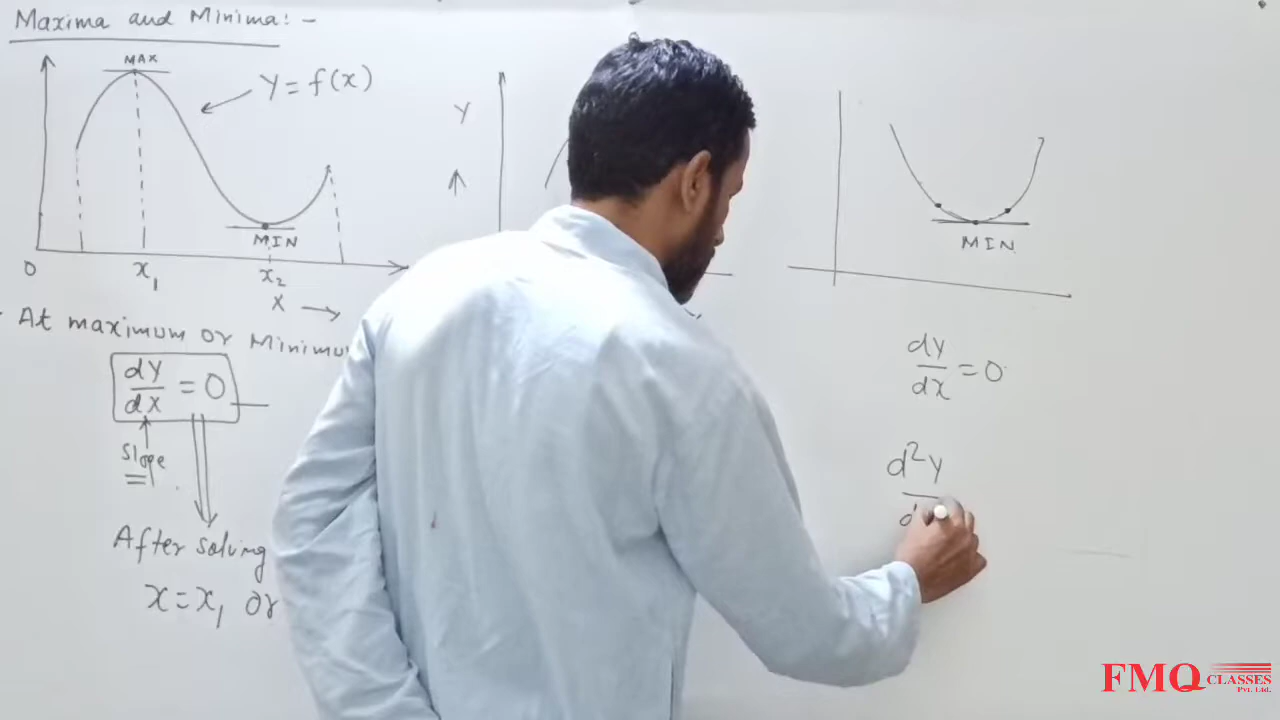 Maxima and Minima:-
MAX
Y = f(x)
MIN
0
x₁
x₂
X →
At maximum or Minimum
dy/dx = 0
Slope
After solving
x = x₁ or
Y
MIN
dy/dx = 0
d²y
d
FMQ CLASSES
Pvt. Ltd.